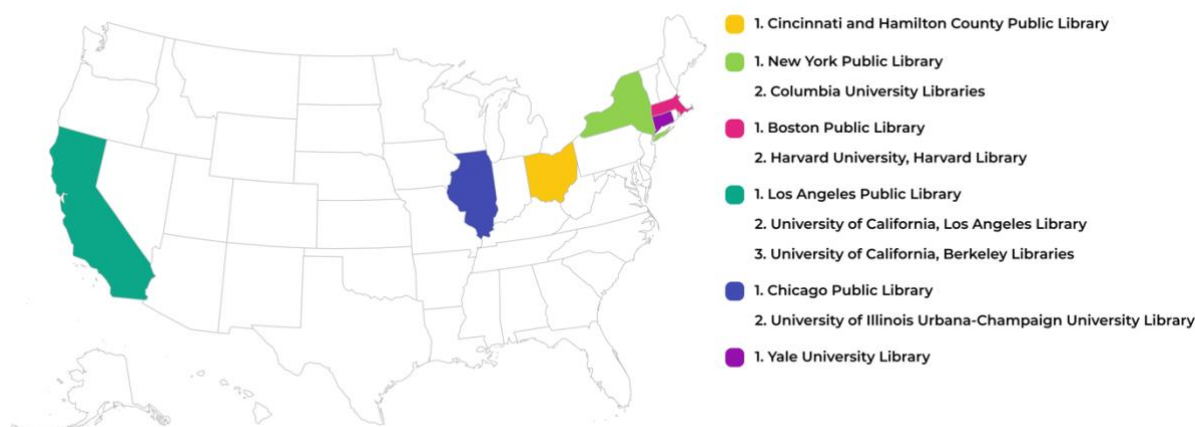 1. Cincinnati and Hamilton County Public Library
1. New York Public Library
2. Columbia University Libraries
1. Boston Public Library
2. Harvard University, Harvard Library
1. Los Angeles Public Library
2. University of California, Los Angeles Library
3. University of California, Berkeley Libraries
1. Chicago Public Library
2. University of Illinois Urbana-Champaign University Library
1. Yale University Library